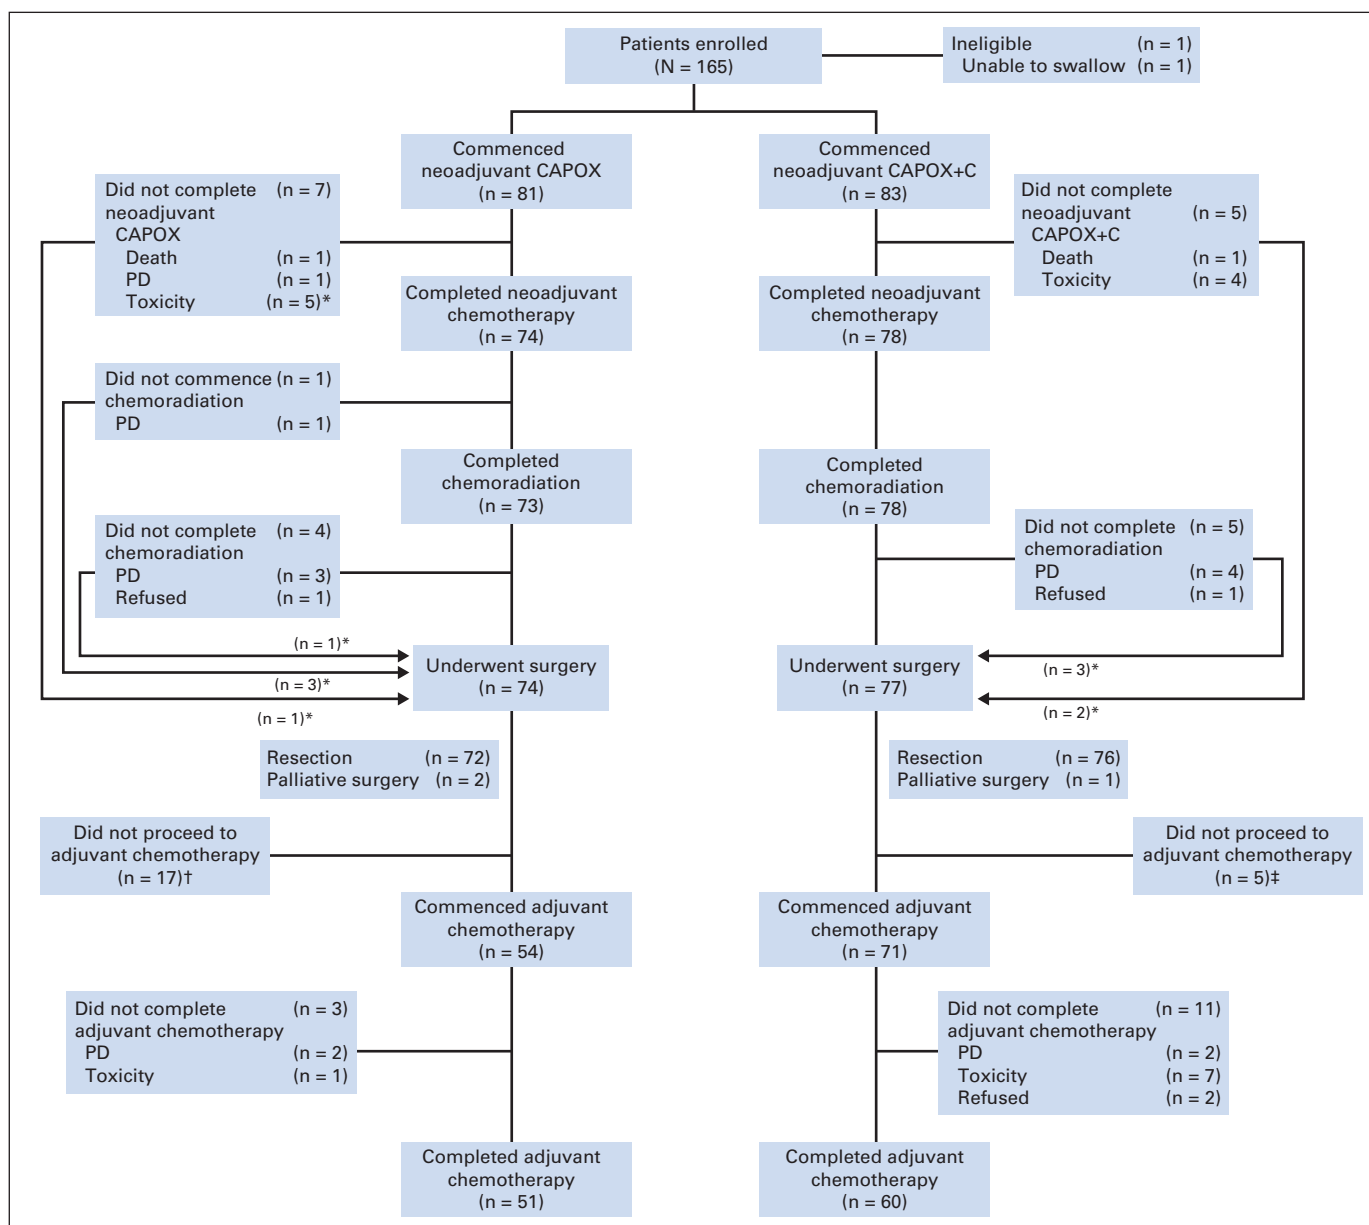 Patients enrolled
(N = 165)
Ineligible (n = 1)
Unable to swallow (n = 1)
Commenced
neoadjuvant CAPOX
(n = 81)
Commenced
neoadjuvant CAPOX+C
(n = 83)
Did not complete (n = 7)
neoadjuvant
CAPOX
Death (n = 1)
PD (n = 1)
Toxicity (n = 5)*
Did not complete
neoadjuvant (n = 5)
CAPOX+C
Death (n = 1)
Toxicity (n = 4)
Completed neoadjuvant
chemotherapy
(n = 74)
Completed neoadjuvant
chemotherapy
(n = 78)
Did not commence (n = 1)
chemoradiation
PD (n = 1)
Completed
chemoradiation
(n = 73)
Completed
chemoradiation
(n = 78)
Did not complete (n = 4)
chemoradiation
PD (n = 3)
Refused (n = 1)
Did not complete (n = 5)
chemoradiation
PD (n = 4)
Refused (n = 1)
(n = 1)*
(n = 3)*
(n = 1)*
Underwent surgery
(n = 74)
Underwent surgery
(n = 77)
(n = 3)*
(n = 2)*
Resection (n = 72)
Palliative surgery (n = 2)
Resection (n = 76)
Palliative surgery (n = 1)
Did not proceed to
adjuvant chemotherapy
(n = 17)†
Did not proceed to
adjuvant chemotherapy
(n = 5)‡
Commenced adjuvant
chemotherapy
(n = 54)
Commenced adjuvant
chemotherapy
(n = 71)
Did not complete (n = 3)
adjuvant chemotherapy
PD (n = 2)
Toxicity (n = 1)
Did not complete (n = 11)
adjuvant chemotherapy
PD (n = 2)
Toxicity (n = 7)
Refused (n = 2)
Completed adjuvant
chemotherapy
(n = 51)
Completed adjuvant
chemotherapy
(n = 60)